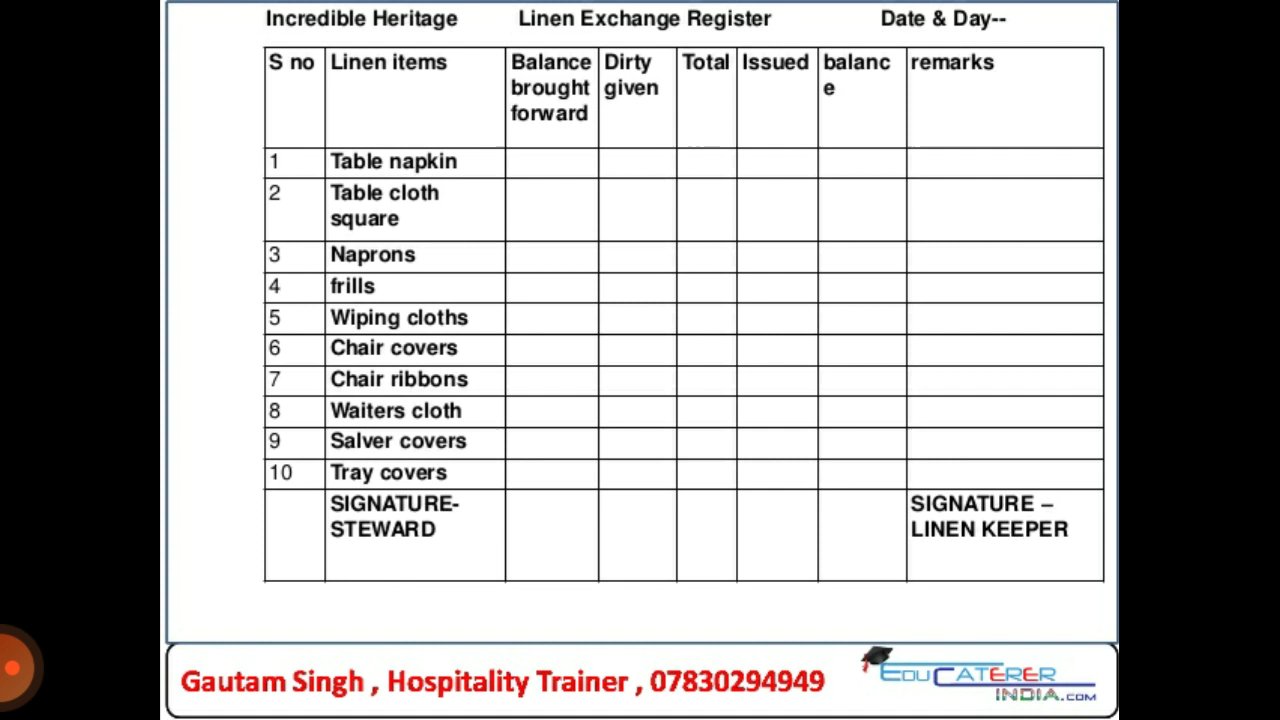 Incredible Heritage Linen Exchange Register Date & Day--
S no Linen items Balance brought forward Dirty given Total Issued balance remarks
1 Table napkin
2 Table cloth square
3 Naprons
4 frills
5 Wiping cloths
6 Chair covers
7 Chair ribbons
8 Waiters cloth
9 Salver covers
10 Tray covers
SIGNATURE- STEWARD SIGNATURE – LINEN KEEPER
Gautam Singh , Hospitality Trainer , 07830294949
EDUCATERER
INDIA.COM